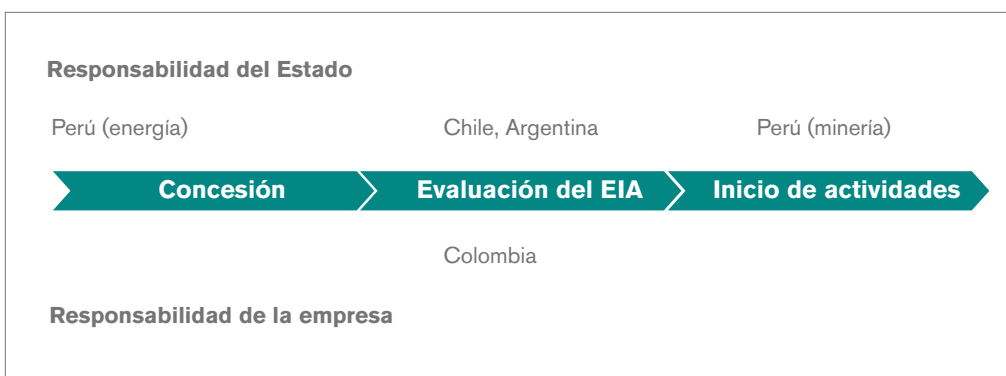 Responsabilidad del Estado
Perú (energía)
Chile, Argentina
Perú (minería)
Concesión
Evaluación del EIA
Inicio de actividades
Colombia
Responsabilidad de la empresa